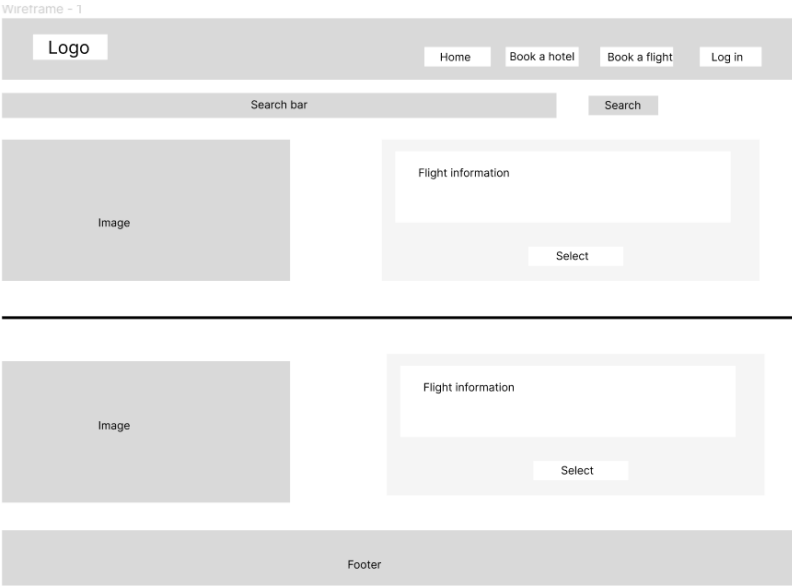 Wireframe - 1
Logo
Home
Book a hotel
Book a flight
Log in
Search bar
Search
Image
Flight information
Select
Image
Flight information
Select
Footer